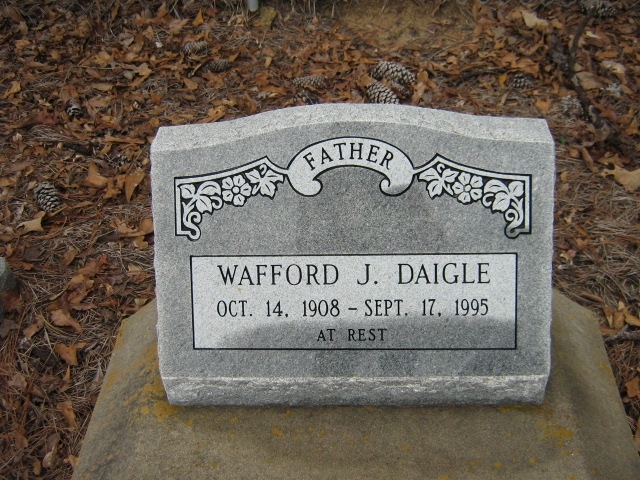 FATHER
WAFFORD J. DAIGLE
OCT. 14, 1908 – SEPT. 17, 1995
AT REST